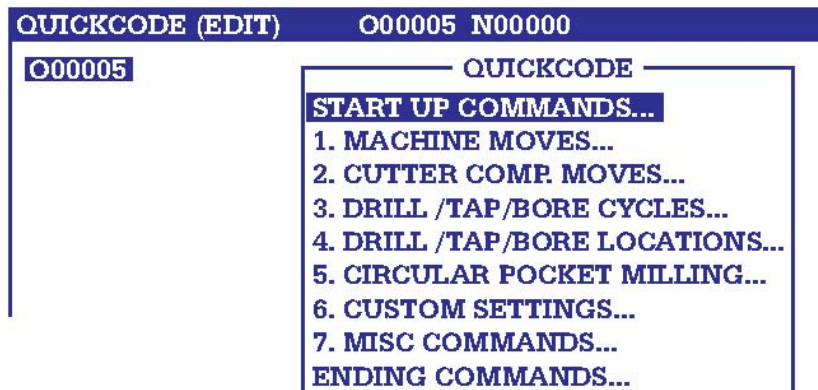 QUICKCODE (EDIT) O00005 N00000
O00005
QUICKCODE
START UP COMMANDS...
1. MACHINE MOVES...
2. CUTTER COMP. MOVES...
3. DRILL /TAP/BORE CYCLES...
4. DRILL /TAP/BORE LOCATIONS...
5. CIRCULAR POCKET MILLING...
6. CUSTOM SETTINGS...
7. MISC COMMANDS...
ENDING COMMANDS...